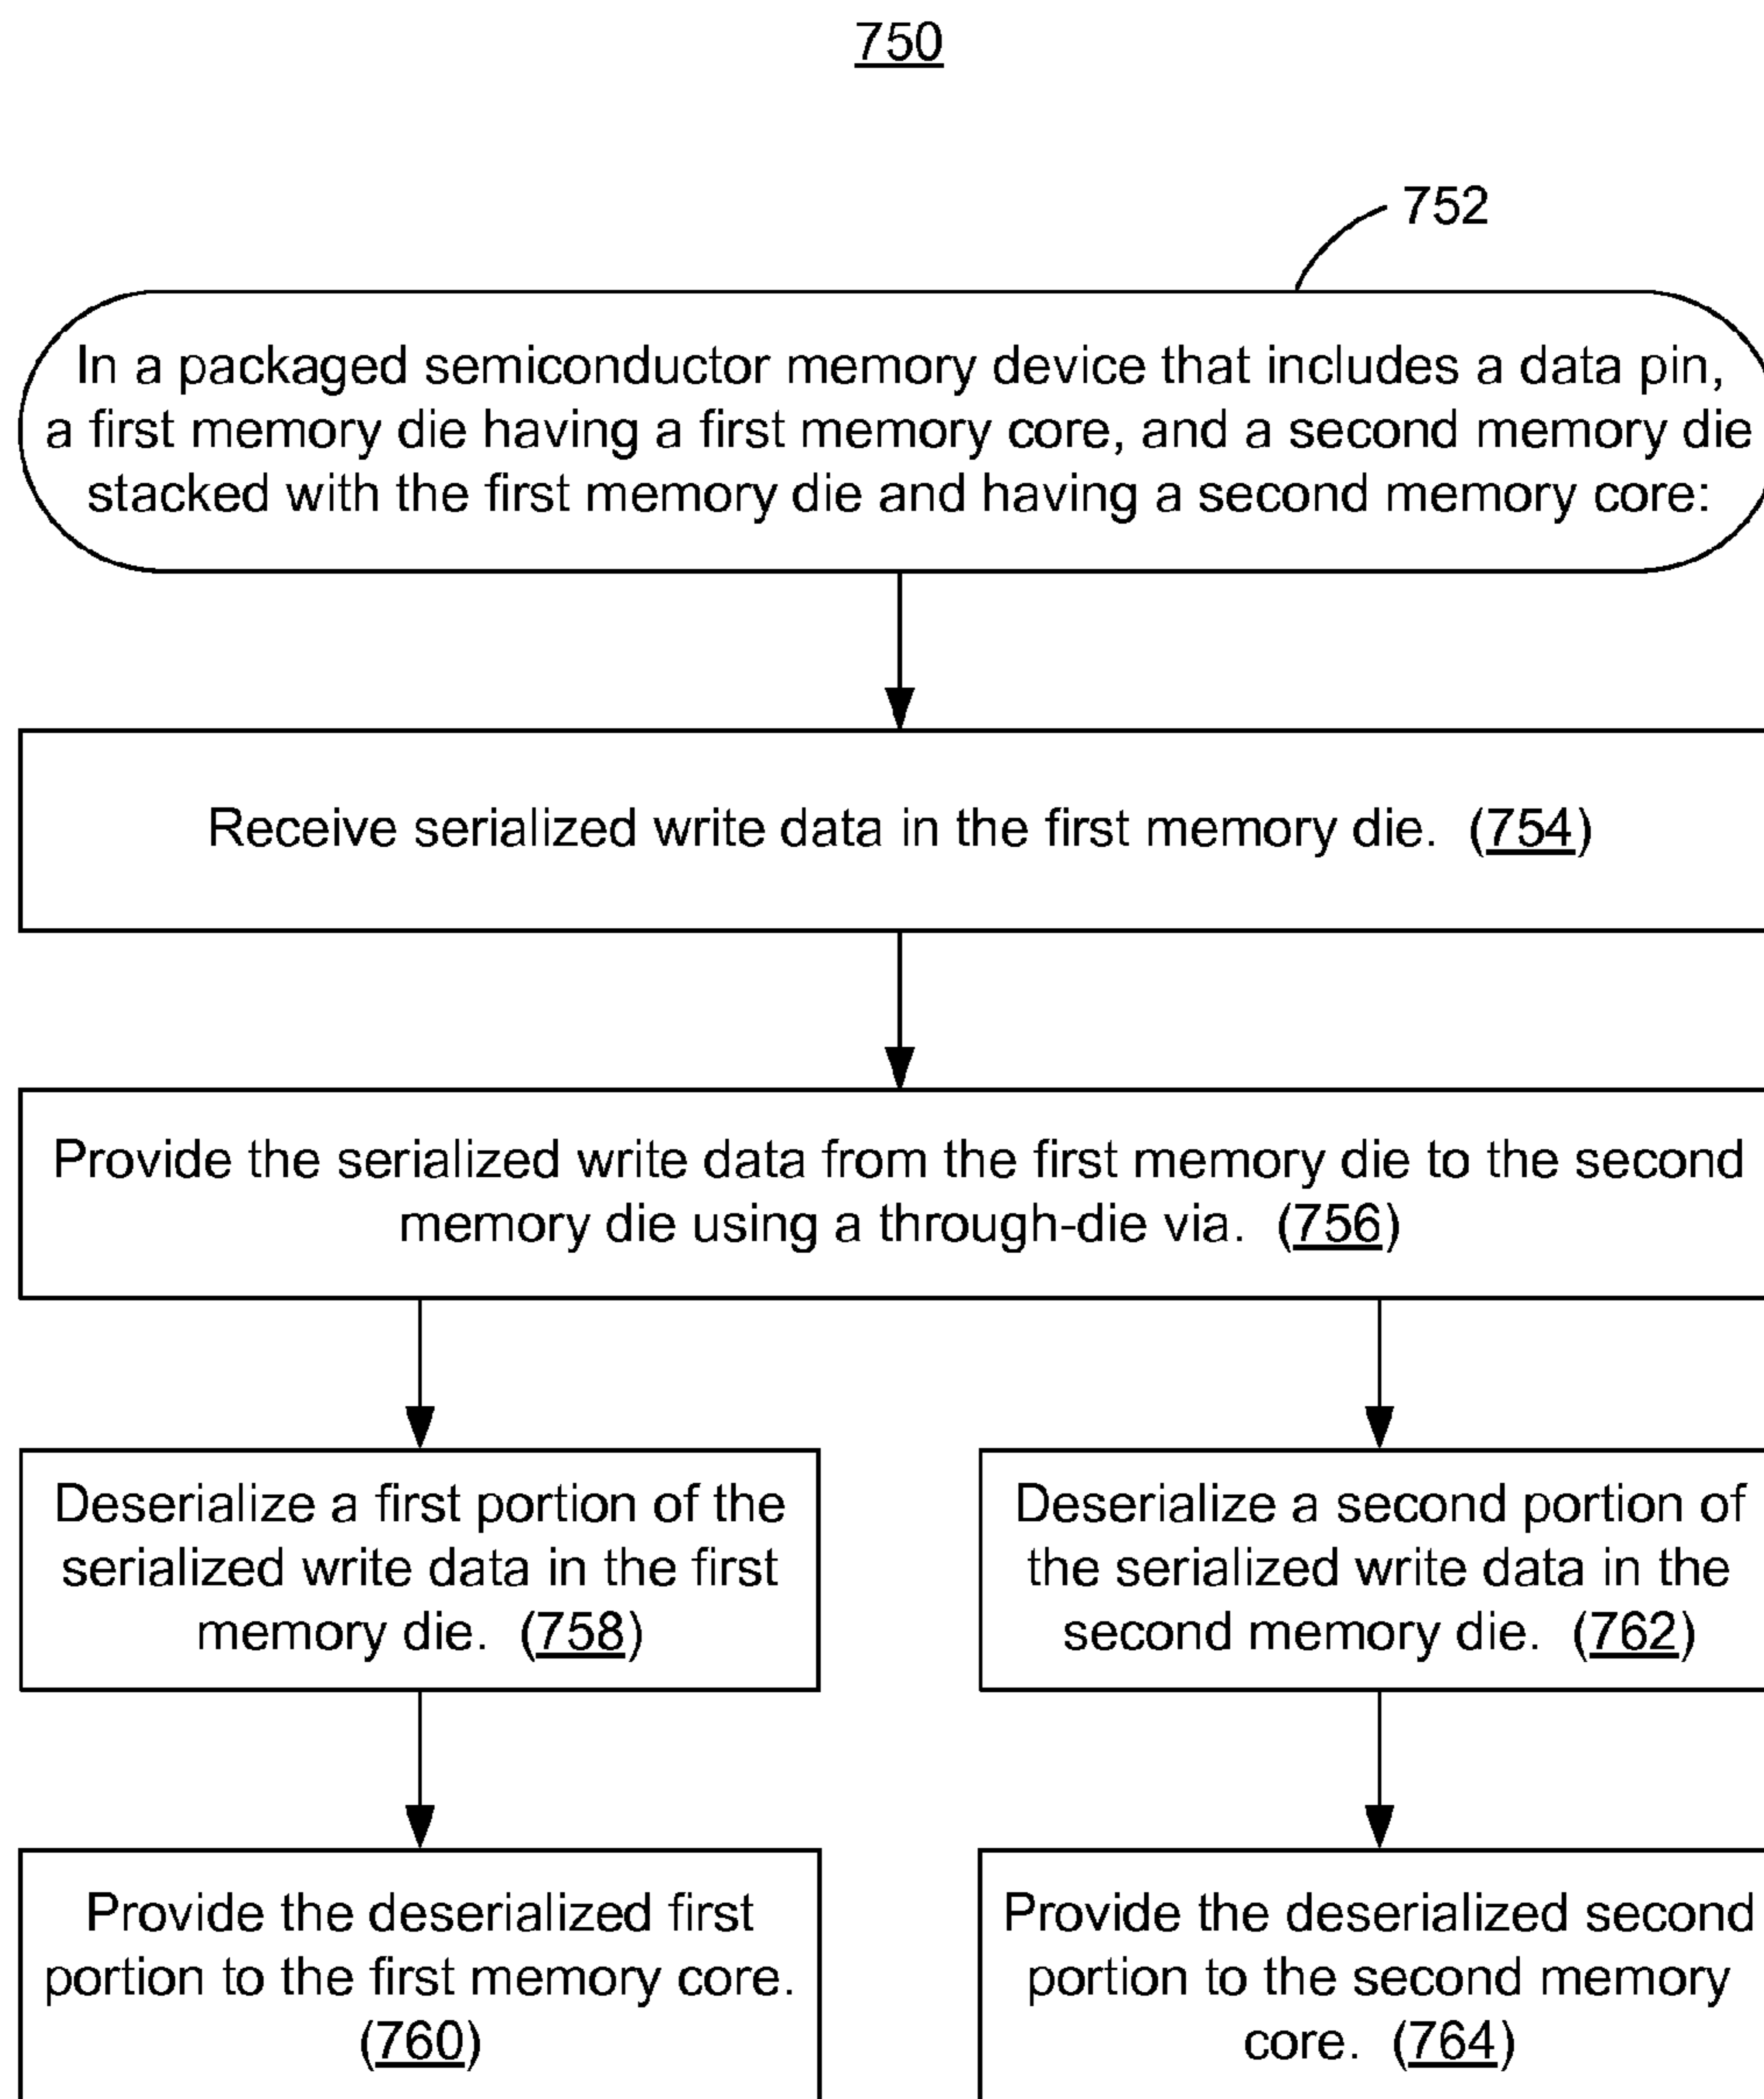 750
752
In a packaged semiconductor memory device that includes a data pin,
a first memory die having a first memory core, and a second memory die
stacked with the first memory die and having a second memory core:
Receive serialized write data in the first memory die. (754)
Provide the serialized write data from the first memory die to the second
memory die using a through-die via. (756)
Deserialize a first portion of the
serialized write data in the first
memory die. (758)
Deserialize a second portion of
the serialized write data in the
second memory die. (762)
Provide the deserialized first
portion to the first memory core.
(760)
Provide the deserialized second
portion to the second memory
core. (764)